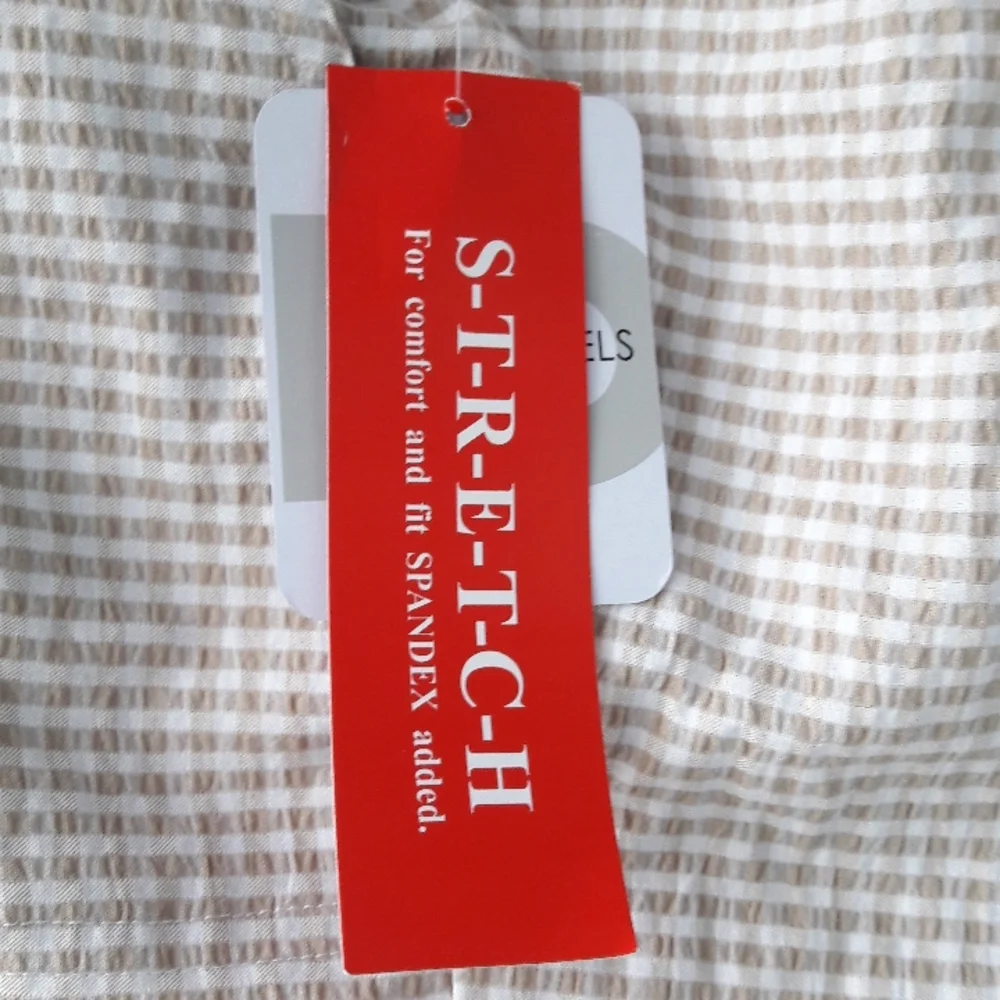 S-T-R-E-T-C-H
For comfort and fit SPANDEX added.
ELS